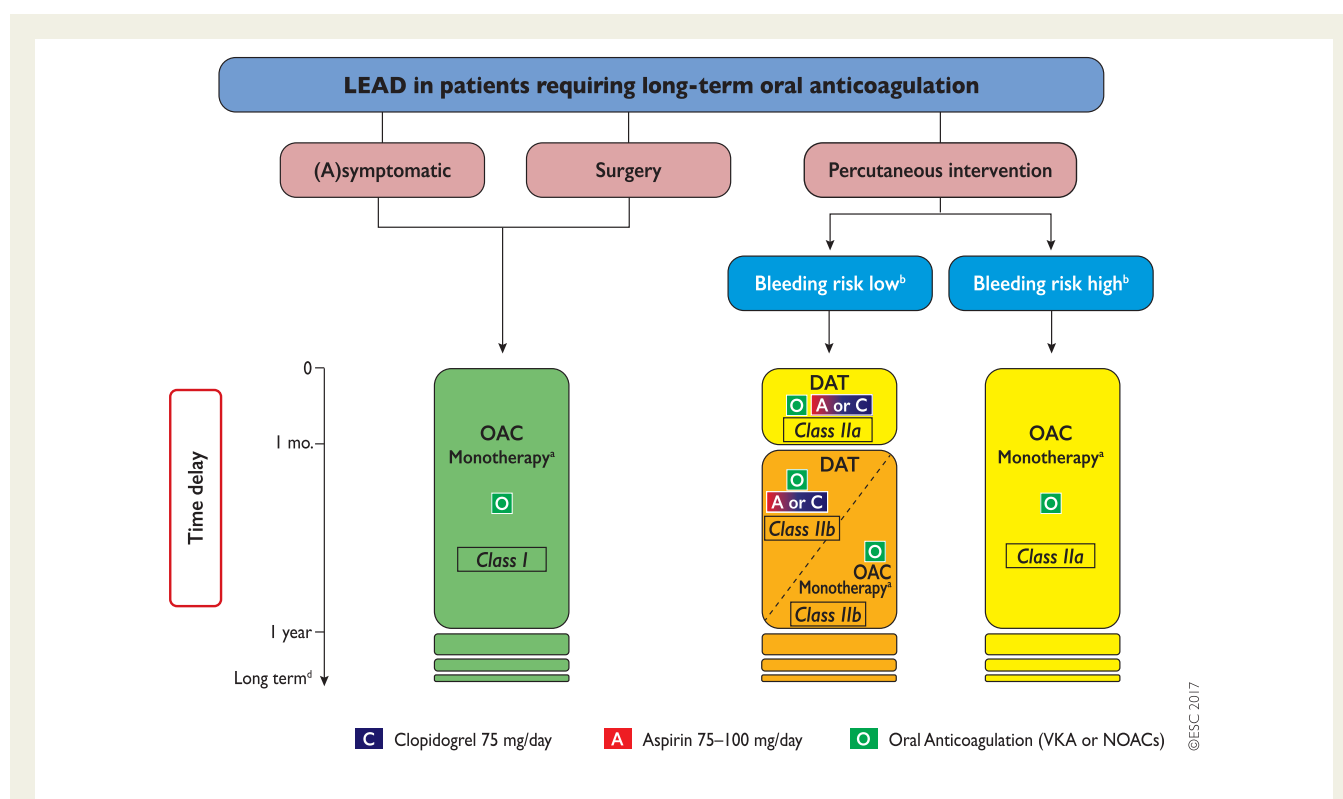 LEAD in patients requiring long-term oral anticoagulation
(A)symptomatic
Surgery
Percutaneous intervention
Bleeding risk lowᵇ
Bleeding risk highᵇ
Time delay
0
1 mo.
1 year
Long termᵈ
OAC
Monotherapyᵃ
O
Class I
DAT
O A or C
Class IIa
DAT
O
A or C
Class IIb
O
OAC
Monotherapyᵃ
Class IIb
OAC
Monotherapyᵃ
O
Class IIa
C Clopidogrel 75 mg/day
A Aspirin 75–100 mg/day
O Oral Anticoagulation (VKA or NOACs)
©ESC 2017